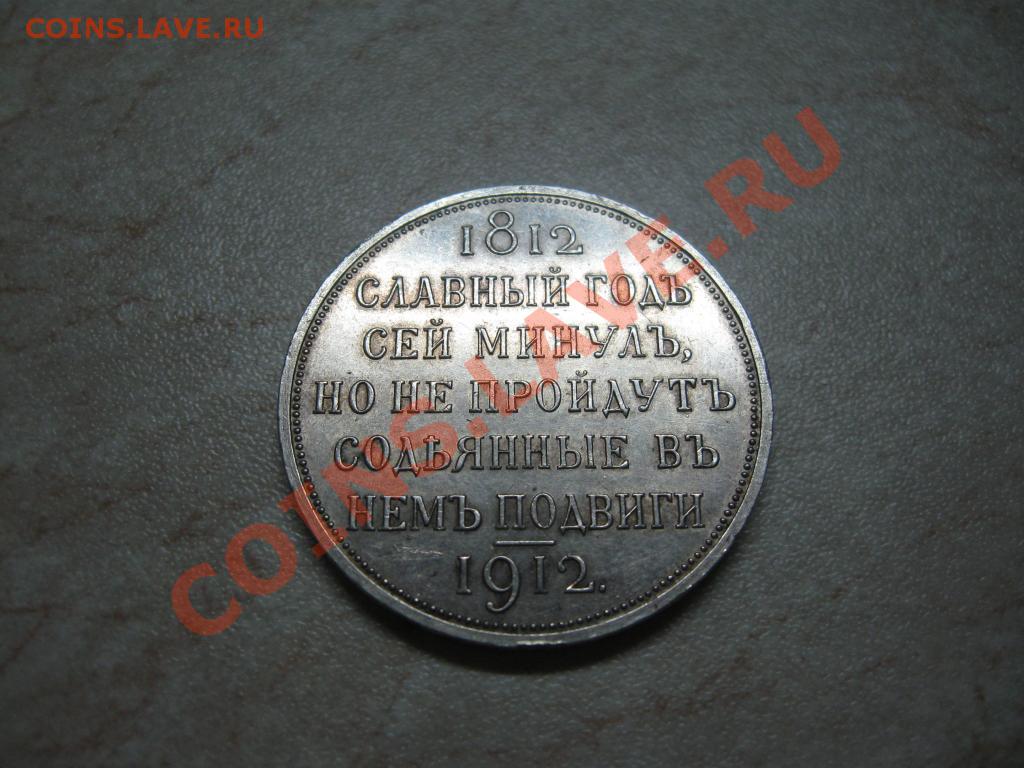 COINS.LAVE.RU
1812
СЛАВНЫЙ ГОДЪ
СЕЙ МИНУЛЪ,
НО НЕ ПРОЙДУТЪ
СОДѢЯННЫЕ ВЪ
НЕМЪ ПОДВИГИ
1912.
COINS.LAVE.RU